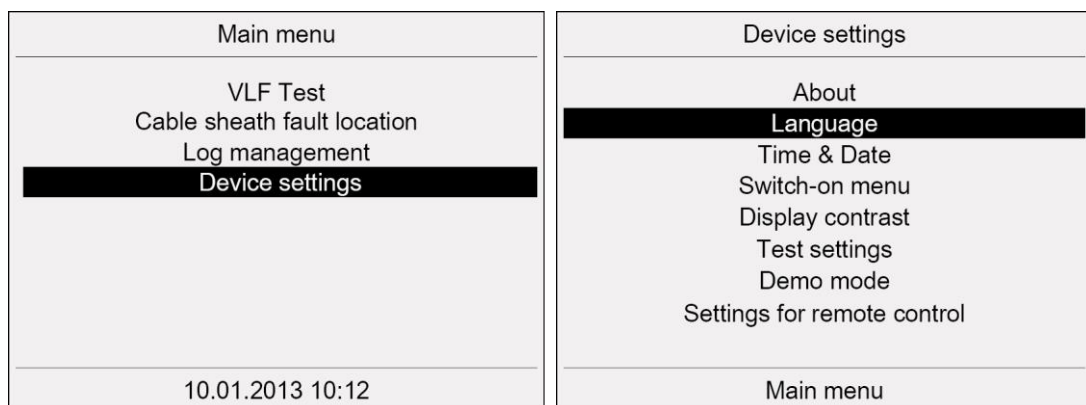 Main menu
VLF Test
Cable sheath fault location
Log management
Device settings
10.01.2013 10:12
Device settings
About
Language
Time & Date
Switch-on menu
Display contrast
Test settings
Demo mode
Settings for remote control
Main menu